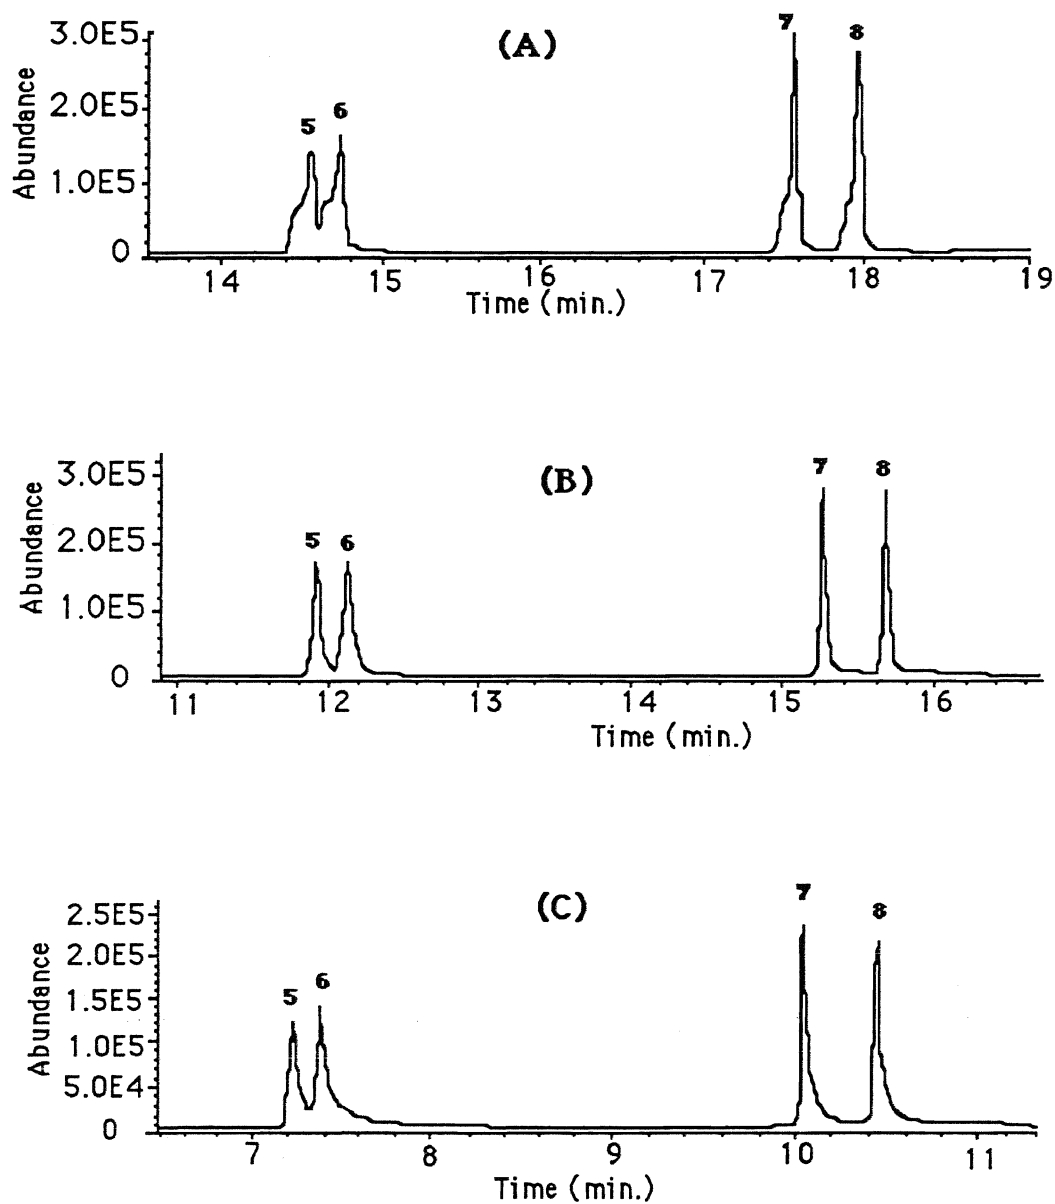 (A)
Abundance
3.0E5
2.0E5
1.0E5
0
5 6 7 8
14 15 16 17 18 19
Time (min.)
(B)
Abundance
3.0E5
2.0E5
1.0E5
0
5 6 7 8
11 12 13 14 15 16
Time (min.)
(C)
Abundance
2.5E5
2.0E5
1.5E5
1.0E5
5.0E4
0
5 6 7 8
7 8 9 10 11
Time (min.)